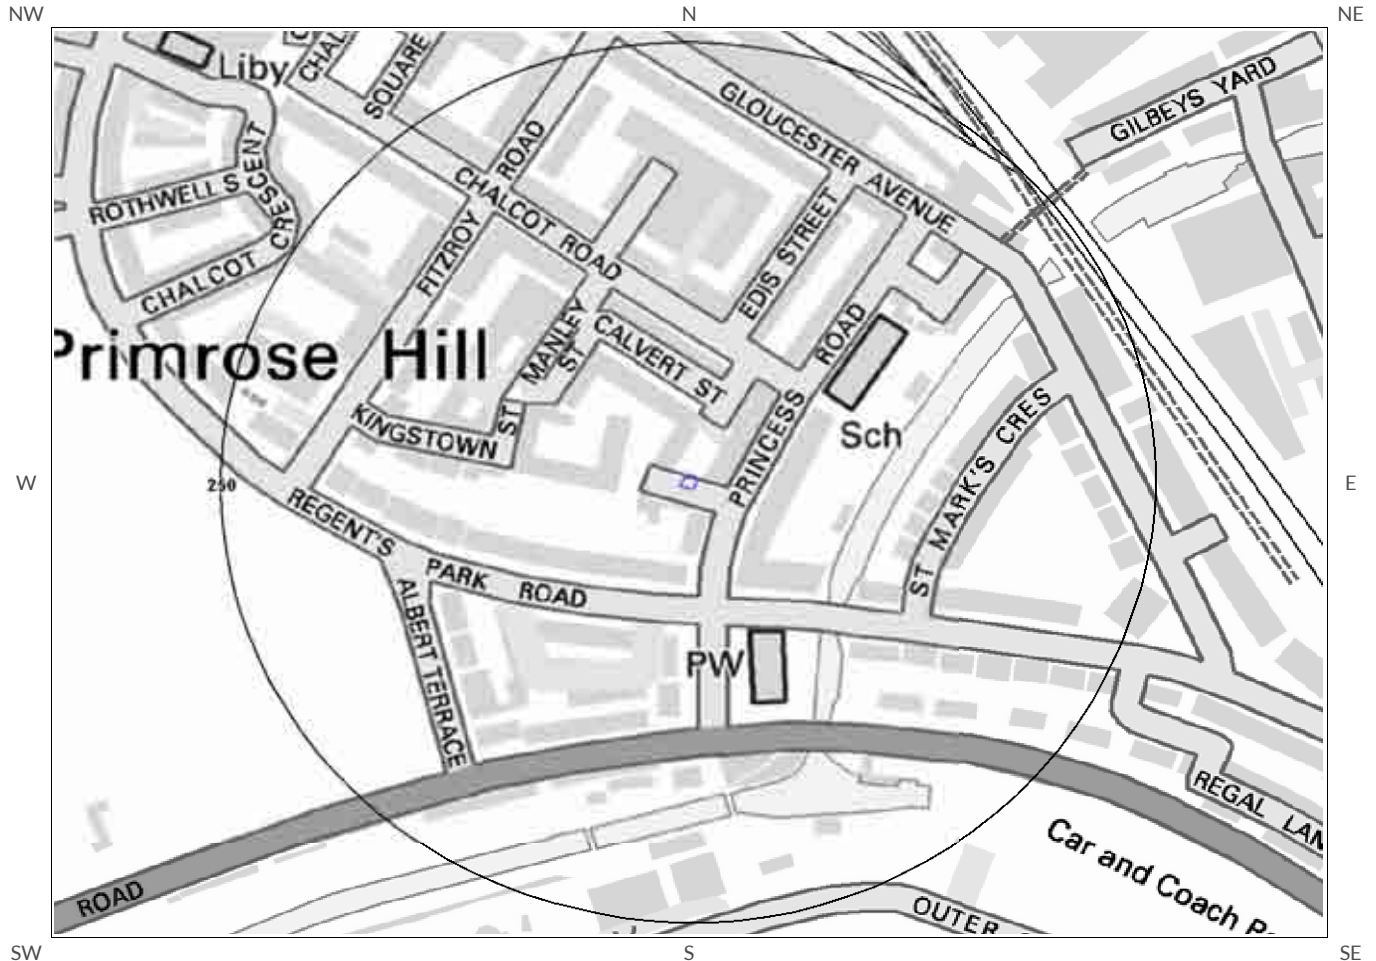 NW
N
NE
Liby
CHAL
SQUARE
ROAD
GLOUCESTER AVENUE
GILBEYS YARD
ROTHWELL S
CRESCENT
CHALCOT
CHALCOT ROAD
FITZROY
EDIS STREET
Primrose Hill
MANLEY
ST
CALVERT ST
ROAD
PRINCESS
KINGSTOWN
ST
Sch
ST MARK'S CRES
W
E
250
REGENT'S
PARK ROAD
ALBERT TERRACE
PW
REGAL LAN
Car and Coach P
ROAD
OUTER
SW
S
SE